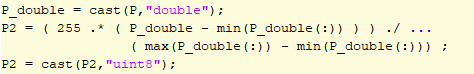 P_double = cast(P,"double");
P2 = ( 255 .* ( P_double - min(P_double(:)) ) ) ./ ...
( max(P_double(:)) - min(P_double(:))) ;
P2 = cast(P2,"uint8");